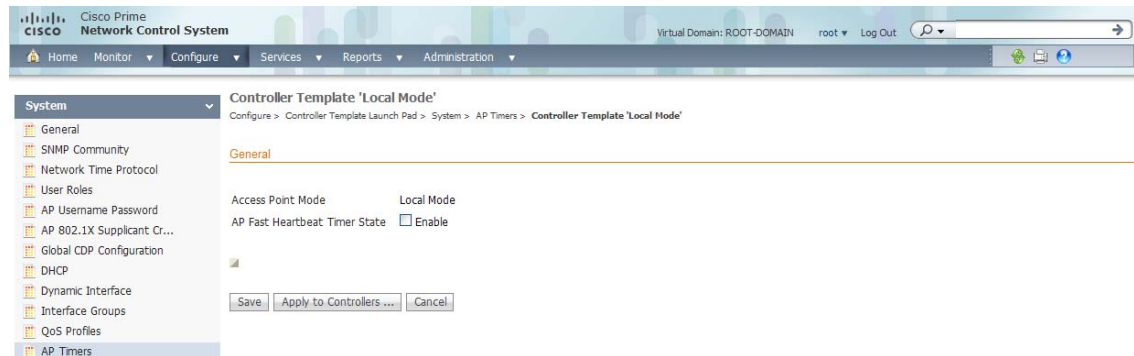 Cisco Prime
CISCO Network Control System
Virtual Domain: ROOT-DOMAIN root Log Out
Home Monitor Configure Services Reports Administration
System
General
SNMP Community
Network Time Protocol
User Roles
AP Username Password
AP 802.1X Supplicant Cr...
Global CDP Configuration
DHCP
Dynamic Interface
Interface Groups
QoS Profiles
AP Timers
Controller Template 'Local Mode'
Configure > Controller Template Launch Pad > System > AP Timers > Controller Template 'Local Mode'
General
Access Point Mode Local Mode
AP Fast Heartbeat Timer State Enable
Save Apply to Controllers ... Cancel